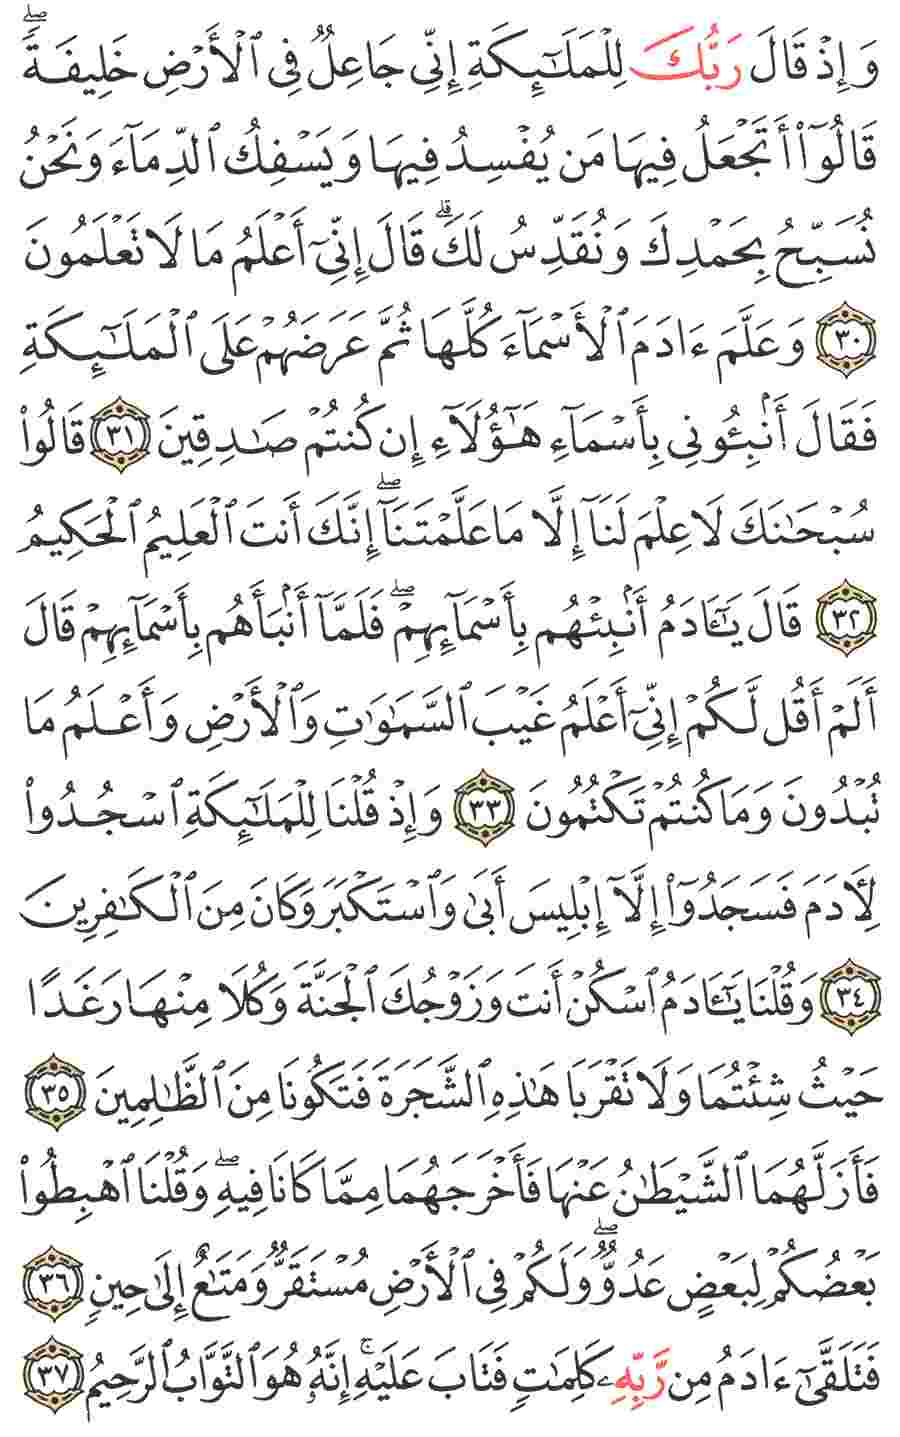 وَإِذْ قَالَ رَبُّكَ لِلْمَلَـٰٓئِكَةِ إِنِّى جَاعِلٌۭ فِى ٱلْأَرْضِ خَلِيفَةًۭ ۖ
قَالُوٓا۟ أَتَجْعَلُ فِيهَا مَن يُفْسِدُ فِيهَا وَيَسْفِكُ ٱلدِّمَآءَ وَنَحْنُ
نُسَبِّحُ بِحَمْدِكَ وَنُقَدِّسُ لَكَ ۖ قَالَ إِنِّىٓ أَعْلَمُ مَا لَا تَعْلَمُونَ
٣٠ وَعَلَّمَ ءَادَمَ ٱلْأَسْمَآءَ كُلَّهَا ثُمَّ عَرَضَهُمْ عَلَى ٱلْمَلَـٰٓئِكَةِ
فَقَالَ أَنۢبِـُٔونِى بِأَسْمَآءِ هَـٰٓؤُلَآءِ إِن كُنتُمْ صَـٰدِقِينَ ٣١ قَالُوا۟
سُبْحَـٰنَكَ لَا عِلْمَ لَنَآ إِلَّا مَا عَلَّمْتَنَآ ۖ إِنَّكَ أَنتَ ٱلْعَلِيمُ ٱلْحَكِيمُ
٣٢ قَالَ يَـٰٓـَٔادَمُ أَنۢبِئْهُم بِأَسْمَآئِهِمْ ۖ فَلَمَّآ أَنۢبَأَهُم بِأَسْمَآئِهِمْ قَالَ
أَلَمْ أَقُل لَّكُمْ إِنِّىٓ أَعْلَمُ غَيْبَ ٱلسَّمَـٰوَٰتِ وَٱلْأَرْضِ وَأَعْلَمُ مَا
تُبْدُونَ وَمَا كُنتُمْ تَكْتُمُونَ ٣٣ وَإِذْ قُلْنَا لِلْمَلَـٰٓئِكَةِ ٱسْجُدُوا۟
لِـَٔادَمَ فَسَجَدُوٓا۟ إِلَّآ إِبْلِيسَ أَبَىٰ وَٱسْتَكْبَرَ وَكَانَ مِنَ ٱلْكَـٰفِرِينَ
٣٤ وَقُلْنَا يَـٰٓـَٔادَمُ ٱسْكُنْ أَنتَ وَزَوْجُكَ ٱلْجَنَّةَ وَكُلَا مِنْهَا رَغَدًا
حَيْثُ شِئْتُمَا وَلَا تَقْرَبَا هَـٰذِهِ ٱلشَّجَرَةَ فَتَكُونَا مِنَ ٱلظَّـٰلِمِينَ ٣٥
فَأَزَلَّهُمَا ٱلشَّيْطَـٰنُ عَنْهَا فَأَخْرَجَهُمَا مِمَّا كَانَا فِيهِ ۖ وَقُلْنَا ٱهْبِطُوا۟
بَعْضُكُمْ لِبَعْضٍ عَدُوٌّۭ ۖ وَلَكُمْ فِى ٱلْأَرْضِ مُسْتَقَرٌّۭ وَمَتَـٰعٌ إِلَىٰ حِينٍۢ ٣٦
فَتَلَقَّىٰٓ ءَادَمُ مِن رَّبِّهِۦ كَلِمَـٰتٍۢ فَتَابَ عَلَيْهِ ۚ إِنَّهُۥ هُوَ ٱلتَّوَّابُ ٱلرَّحِيمُ ٣٧